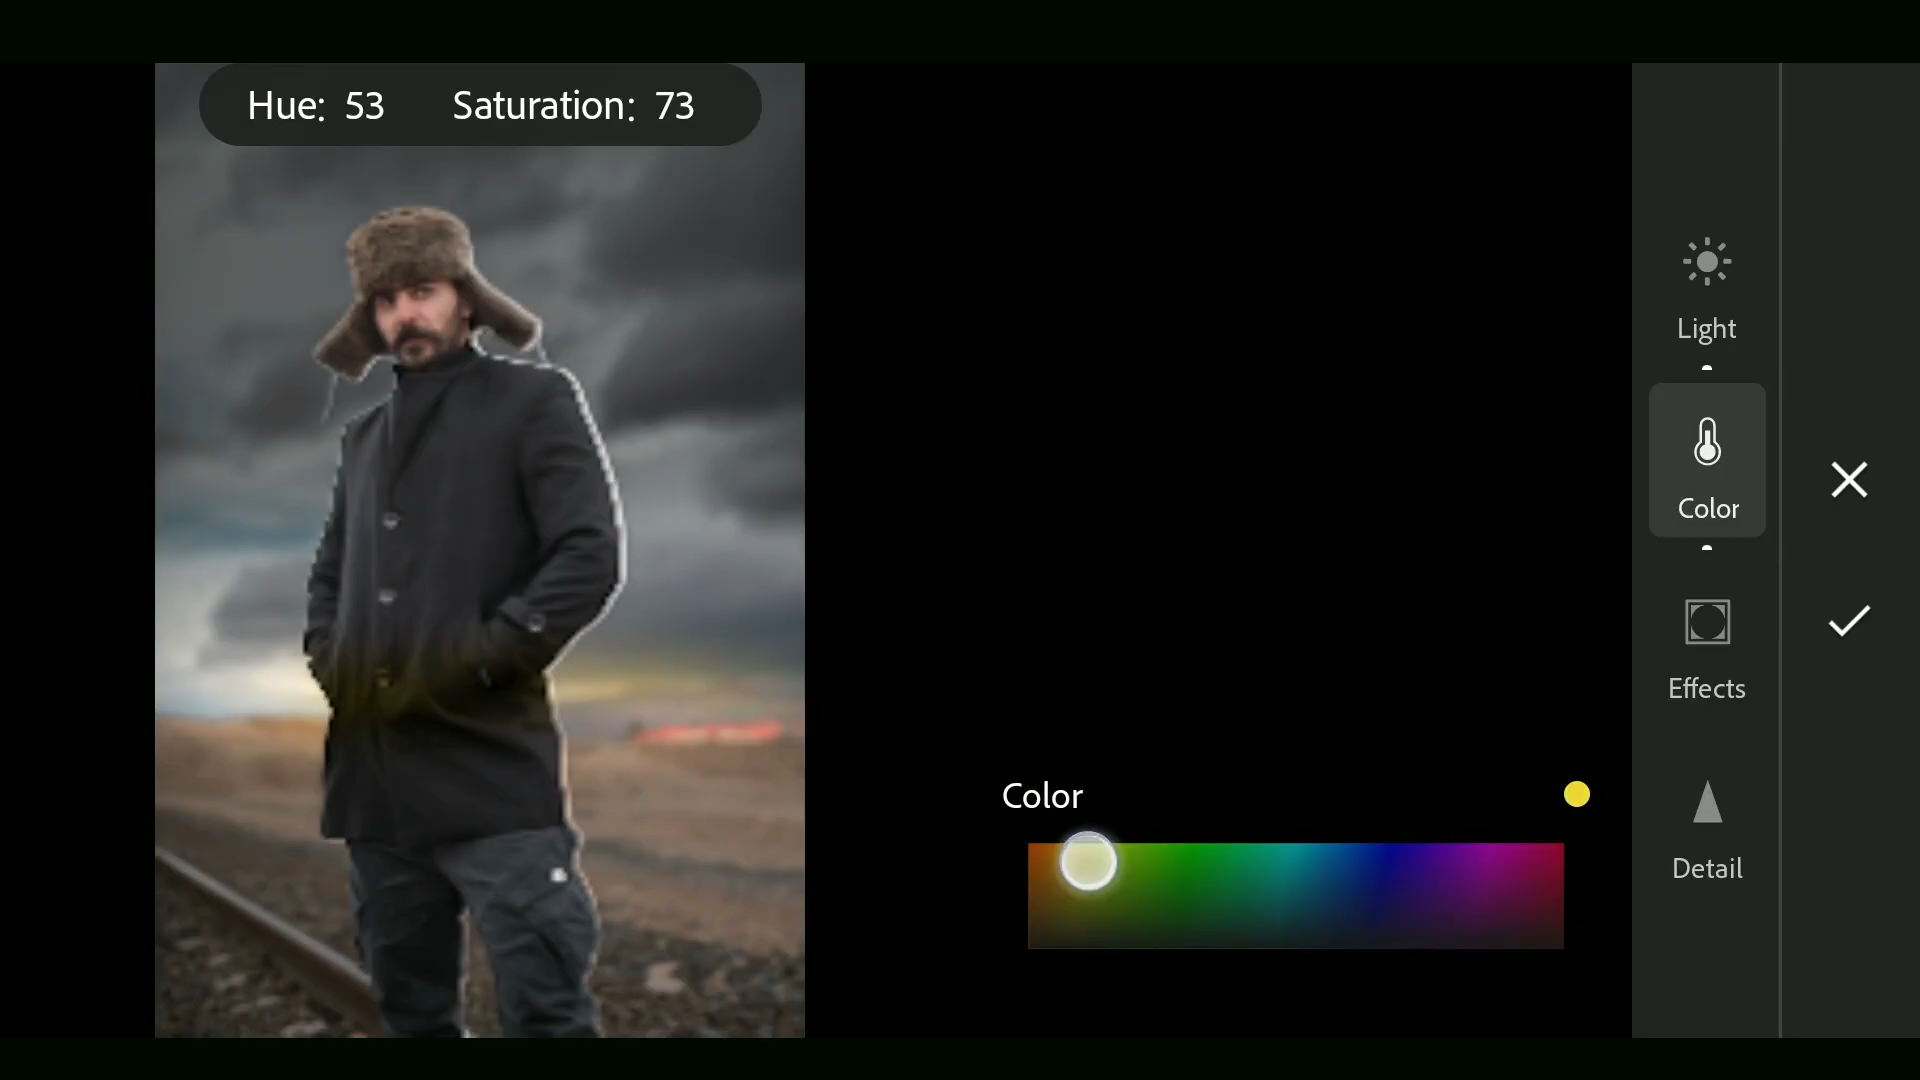 Hue: 53 Saturation: 73
Light
Color
Effects
Color
Detail